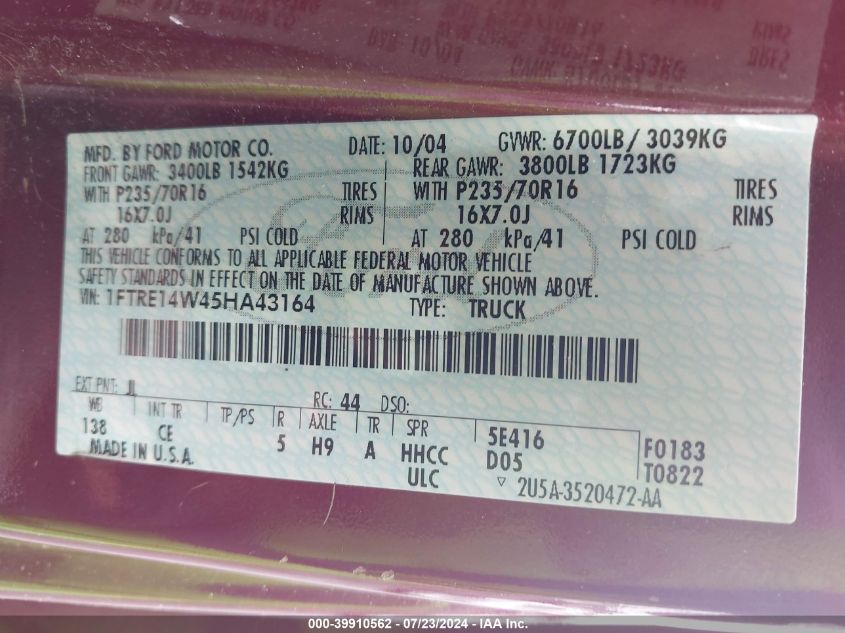 MFD. BY FORD MOTOR CO. DATE: 10/04 GVWR: 6700LB / 3039KG
FRONT GAWR: 3400LB 1542KG REAR GAWR: 3800LB 1723KG
WITH P235/70R16 TIRES WITH P235/70R16 TIRES
16X7.0J RIMS 16X7.0J RIMS
AT 280 kPa/41 PSI COLD AT 280 kPa/41 PSI COLD
THIS VEHICLE CONFORMS TO ALL APPLICABLE FEDERAL MOTOR VEHICLE
SAFETY STANDARDS IN EFFECT ON THE DATE OF MANUFACTURE SHOWN ABOVE.
VIN: 1FTRE14W45HA43164 TYPE: TRUCK
EXT PNT: JL RC: 44 DSO:
WB INT TR TP/PS R AXLE TR SPR 5E416 F0183
138 CE 5 H9 A HHCC D05 T0822
MADE IN U.S.A. ULC ▽ 2U5A-3520472-AA
000-39910562 - 07/23/2024 - IAA Inc.